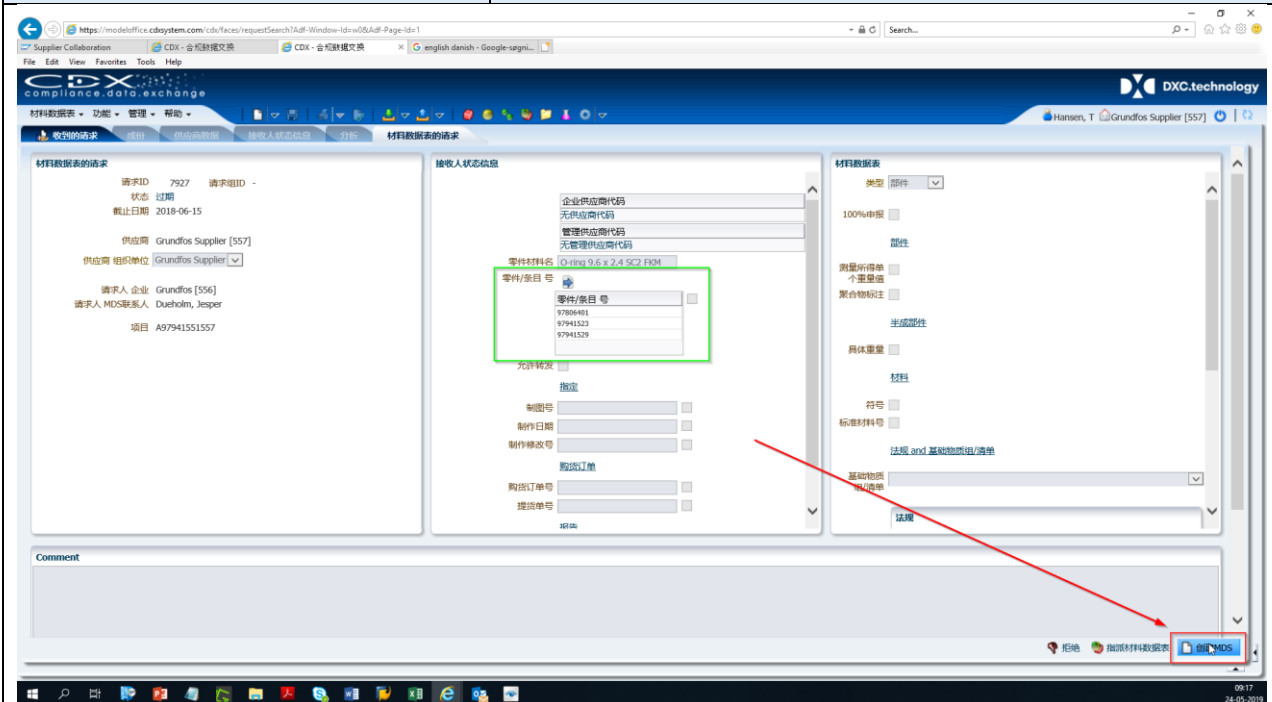 https://modeloffice.cdxsystem.com/cdx/faces/requestSearch?Adf-Window-Id=w0&Adf-Page-Id=1
Search...
Supplier Collaboration
CDX - 合规数据交换
CDX - 合规数据交换
english danish - Google-søgni...
File Edit View Favorites Tools Help
CDX
compliance.data.exchange
DXC.technology
材料数据表 功能 管理 帮助
Hansen, T Grundfos Supplier [557]
收到的请求 成份 供应商数据 接收人状态信息 分析 材料数据表的请求
材料数据表的请求
请求ID 7927 请求组ID -
状态 过期
截止日期 2018-06-15
供应商 Grundfos Supplier [557]
供应商 组织单位 Grundfos Supplier
请求人 企业 Grundfos [556]
请求人 MDS联系人 Dueholm, Jesper
项目 A97941551557
接收人状态信息
企业供应商代码
无供应商代码
管理供应商代码
无管理供应商代码
零件材料名 O-ring 9.6 x 2.4 SC2 FKM
零件/条目 号
零件/条目 号
97806401
97941523
97941529
允许转发
指定
制图号
制作日期
制作修改号
购货订单
购货订单号
提货单号
报告
材料数据表
类型 部件
100%申报
部件
测量所得单
个重量值
聚合物标注
半成部件
具体重量
材料
符号
标准材料号
法规 and 基础物质组/清单
基础物质
组/清单
法规
Comment
拒绝 指派材料数据表 创建MDS
09:17
24-05-2019